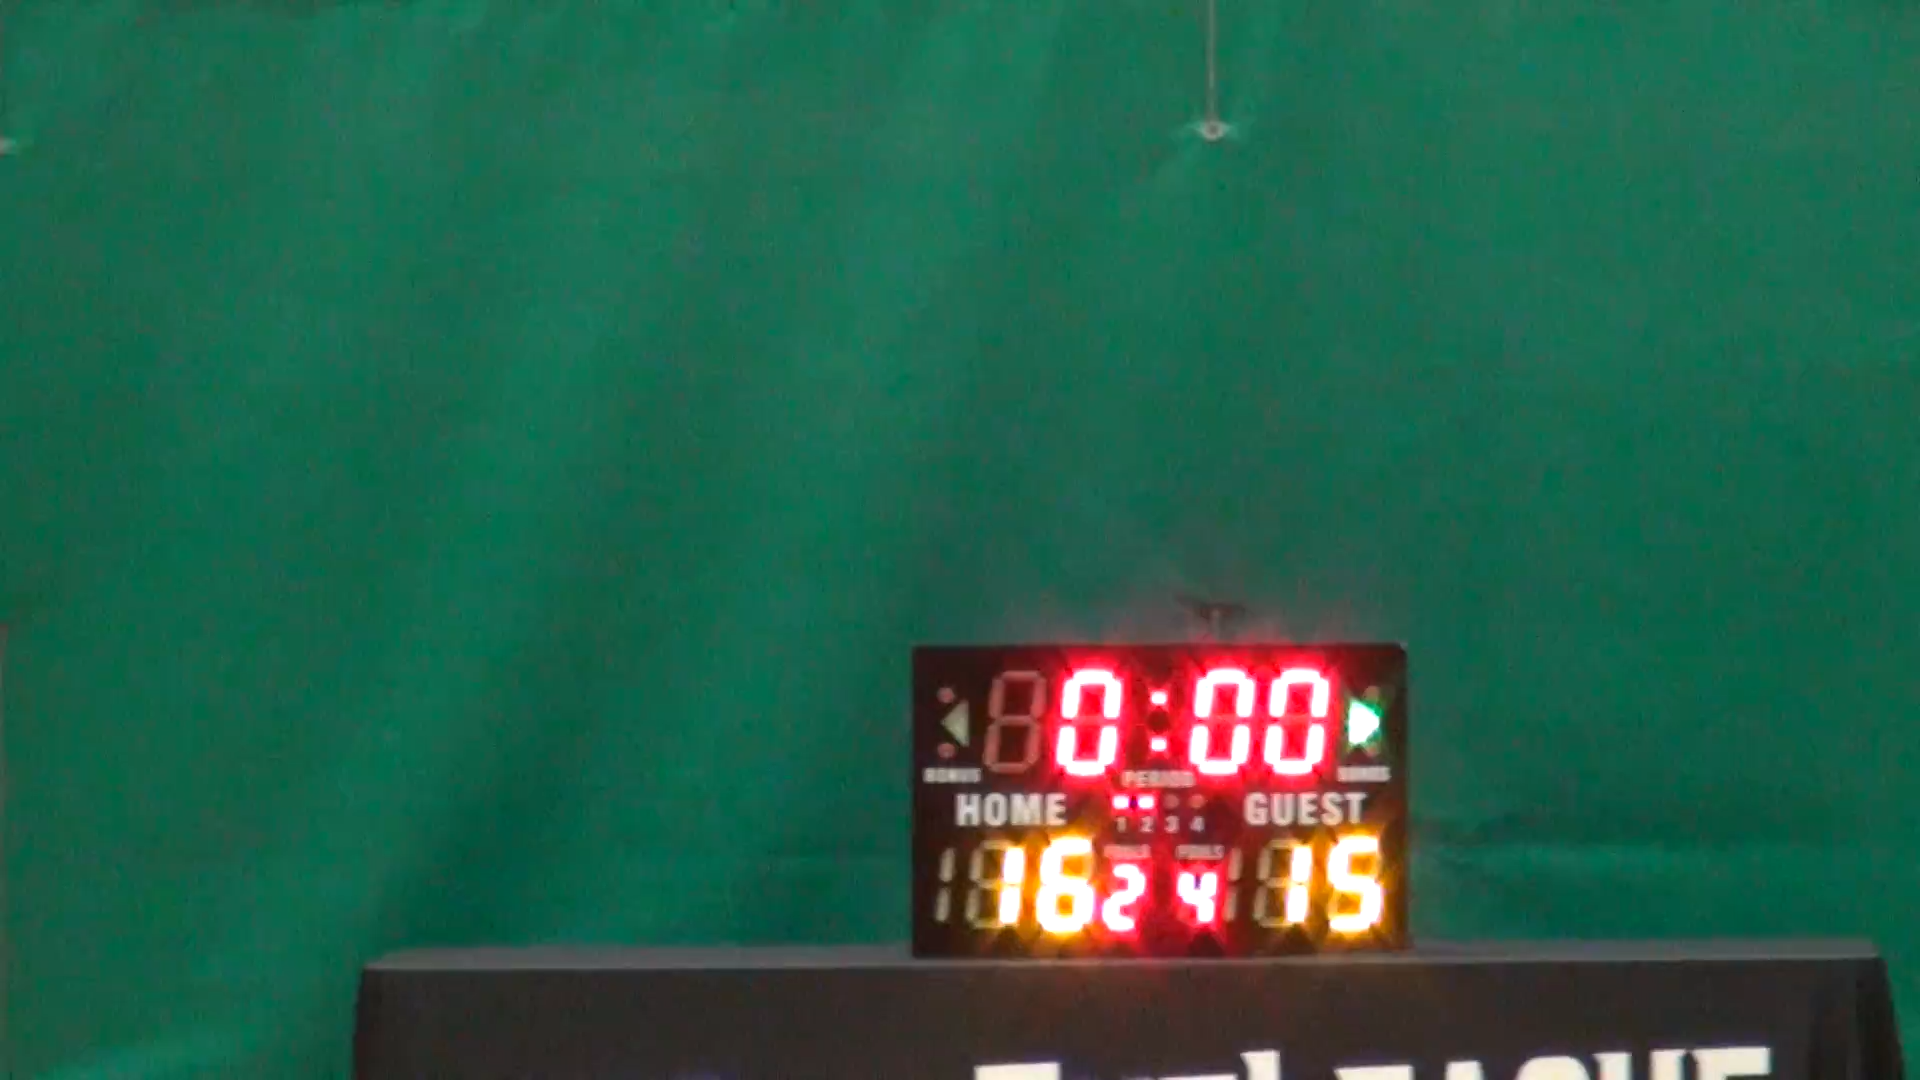 0:00
BONUS PERIOD BONUS
HOME 1 2 3 4 GUEST
FOULS FOULS
16 2 4 15